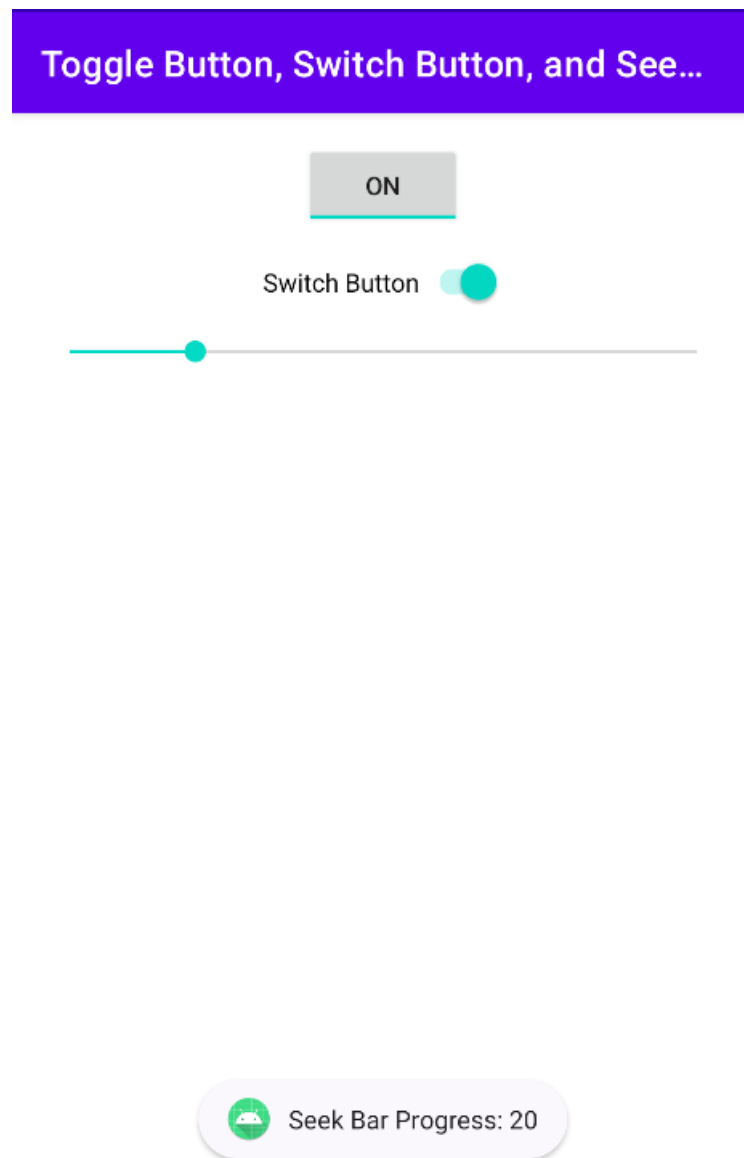 Toggle Button, Switch Button, and See...
ON
Switch Button
Seek Bar Progress: 20